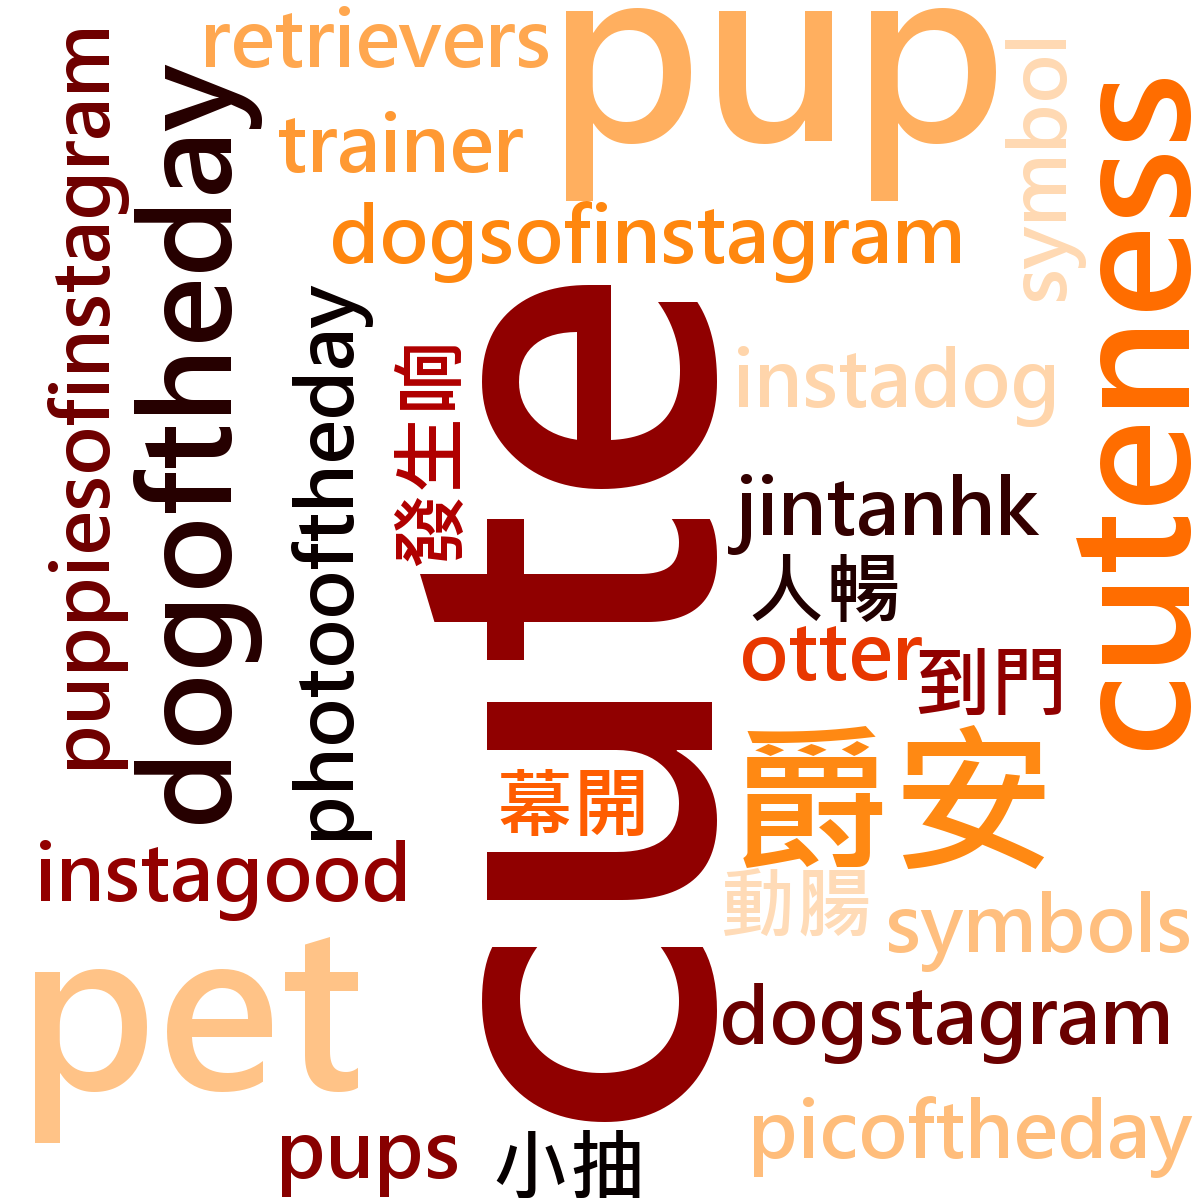 retrievers
pup
trainer
symbol
cuteness
puppiesofinstagram
dogoftheday
dogsofinstagram
photooftheday
發生响
cute
instadog
jintanhk
人暢
otter
到門
爵安
幕開
instagood
動腸
symbols
pet
dogstagram
picoftheday
pups
小抽